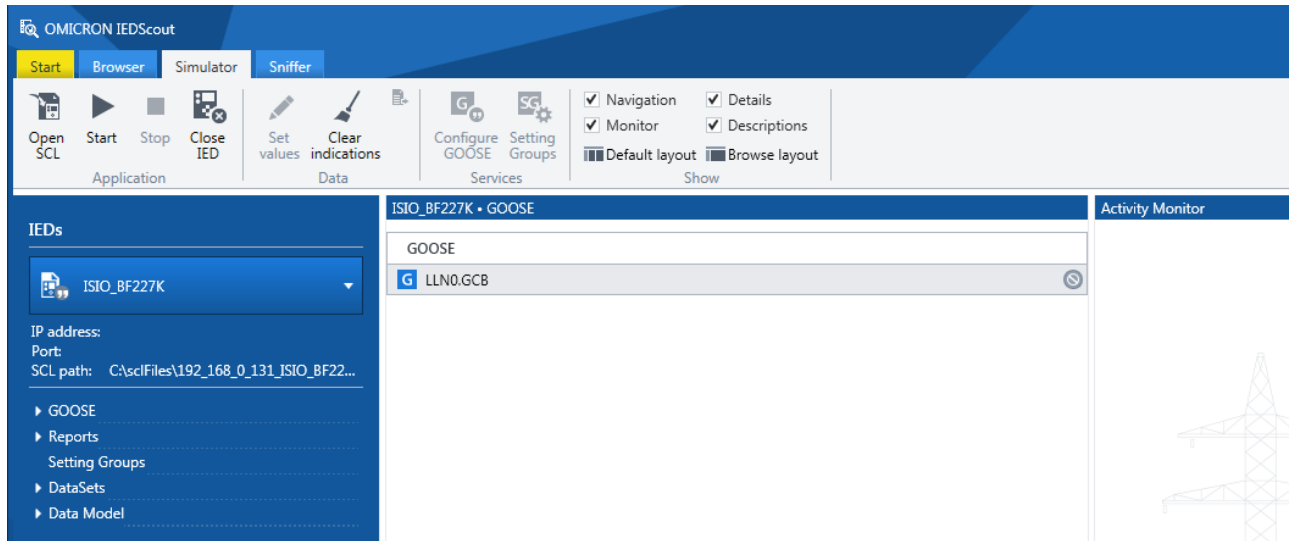 OMICRON IEDScout
Start Browser Simulator Sniffer
Open SCL
Start
Stop
Close IED
Application
Set values
Clear indications
Data
G
Configure GOOSE
SG
Setting Groups
Services
Navigation
Details
Monitor
Descriptions
Default layout
Browse layout
Show
IEDs
ISIO_BF227K
IP address:
Port:
SCL path: C:\sclFiles\192_168_0_131_ISIO_BF22...
GOOSE
Reports
Setting Groups
DataSets
Data Model
ISIO_BF227K • GOOSE
GOOSE
G LLN0.GCB
Activity Monitor